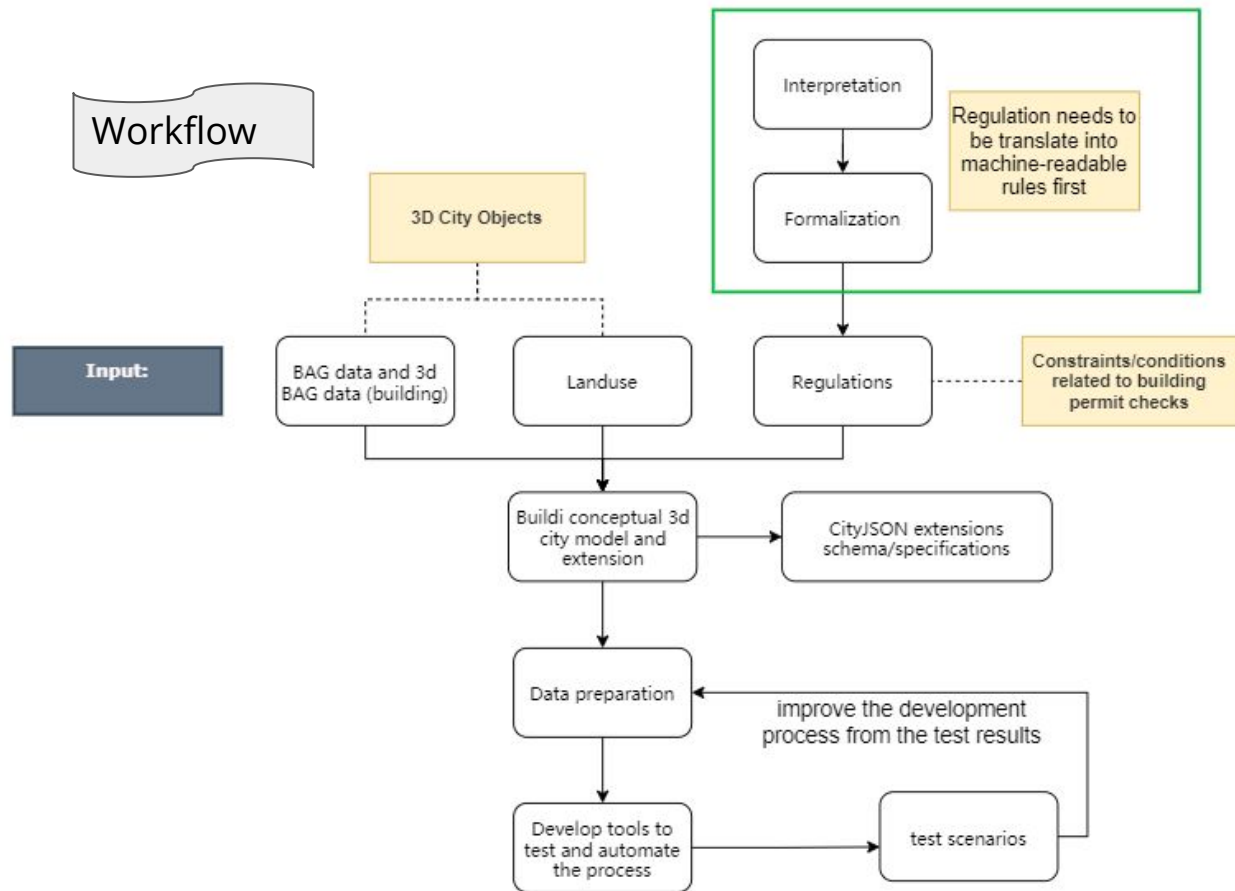 Workflow
Interpretation
Regulation needs to
be translate into
machine-readable
rules first
Formalization
3D City Objects
Input:
BAG data and 3d
BAG data (building)
Landuse
Regulations
Constraints/conditions
related to building
permit checks
Buildi conceptual 3d
city model and
extension
CityJSON extensions
schema/specifications
Data preparation
improve the development
process from the test results
Develop tools to
test and automate
the process
test scenarios